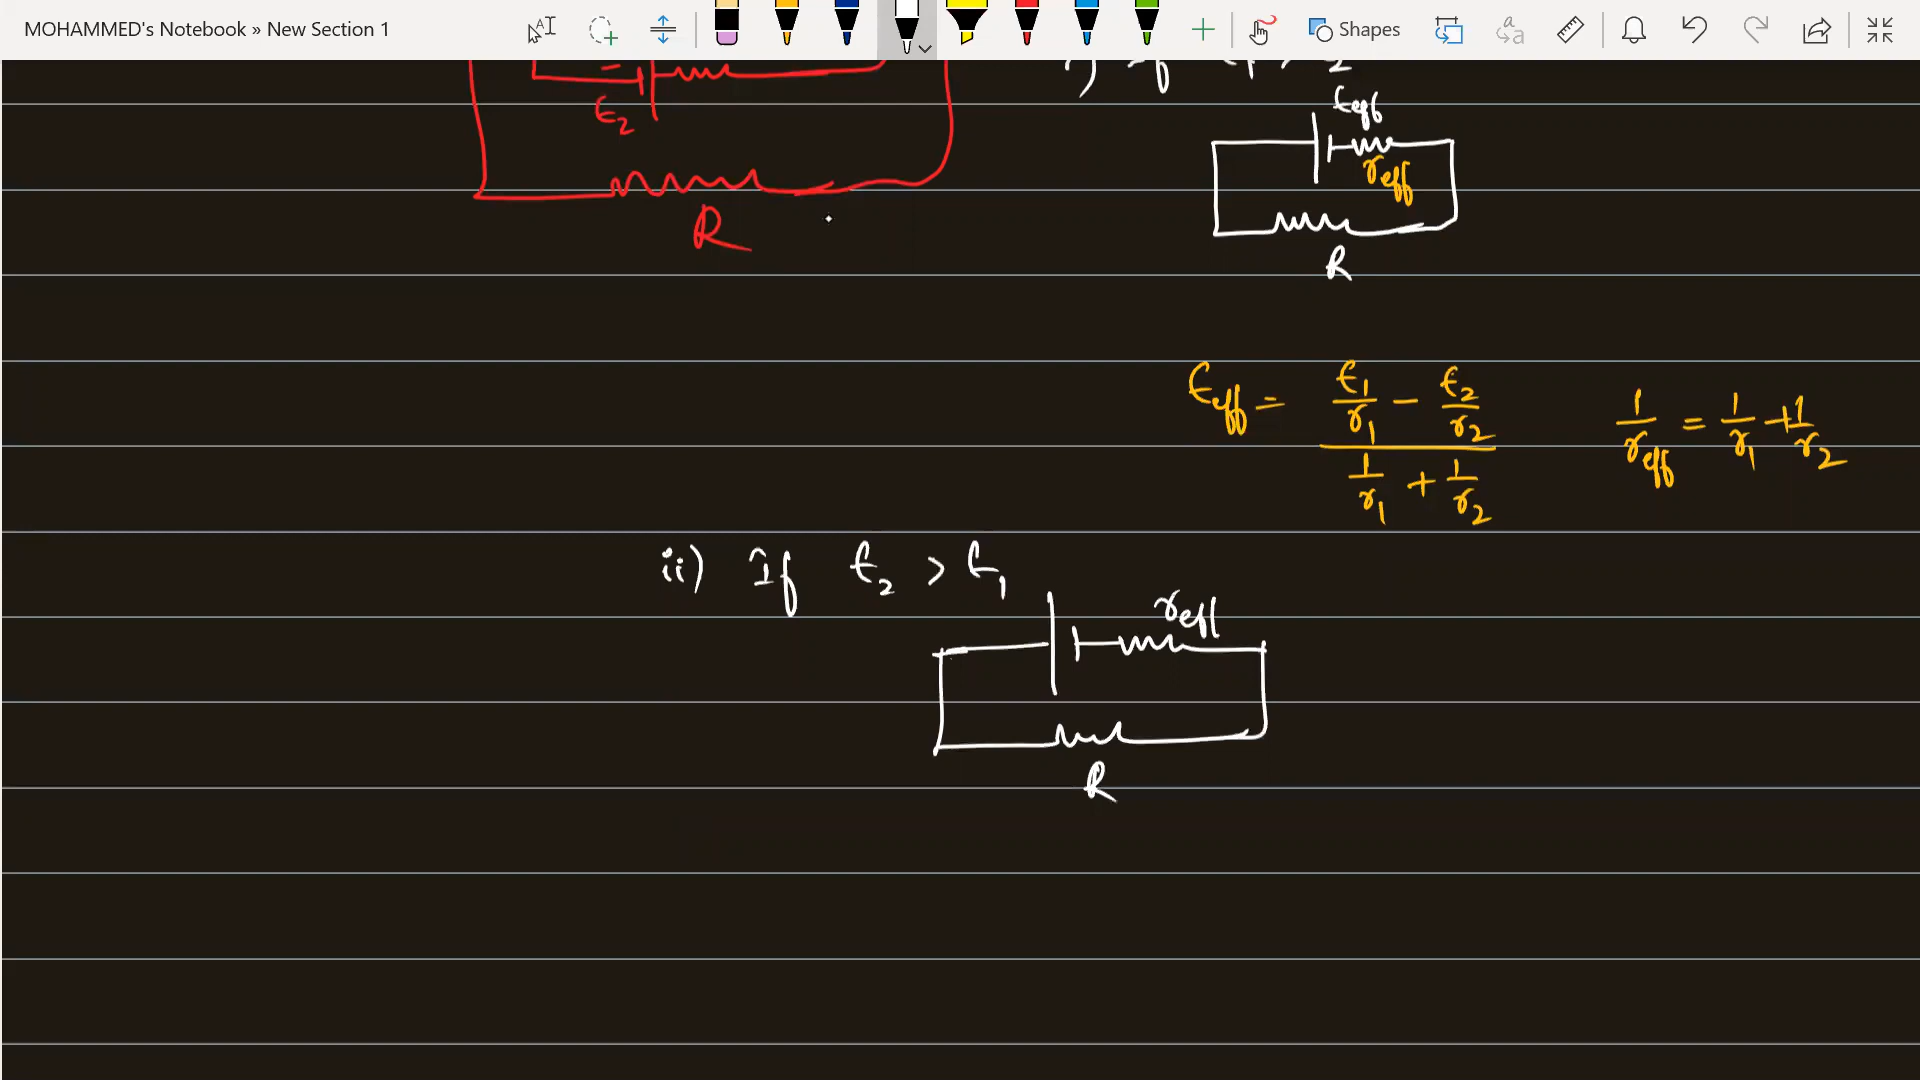 MOHAMMED's Notebook » New Section 1
Shapes
ϵ₂
R
ϵeff
reff
R
ϵeff = (ϵ₁/r₁ − ϵ₂/r₂) / (1/r₁ + 1/r₂)   1/reff = 1/r₁ + 1/r₂
ii) If ϵ₂ > ϵ₁
reff
R